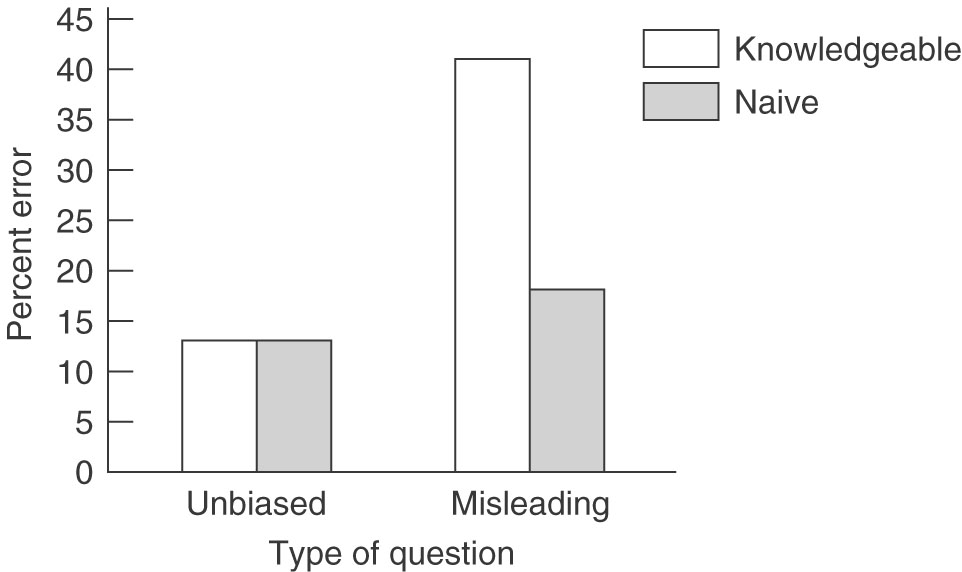 45
40
35
30
25
20
15
10
5
0
Percent error
Unbiased
Misleading
Type of question
Knowledgeable
Naive